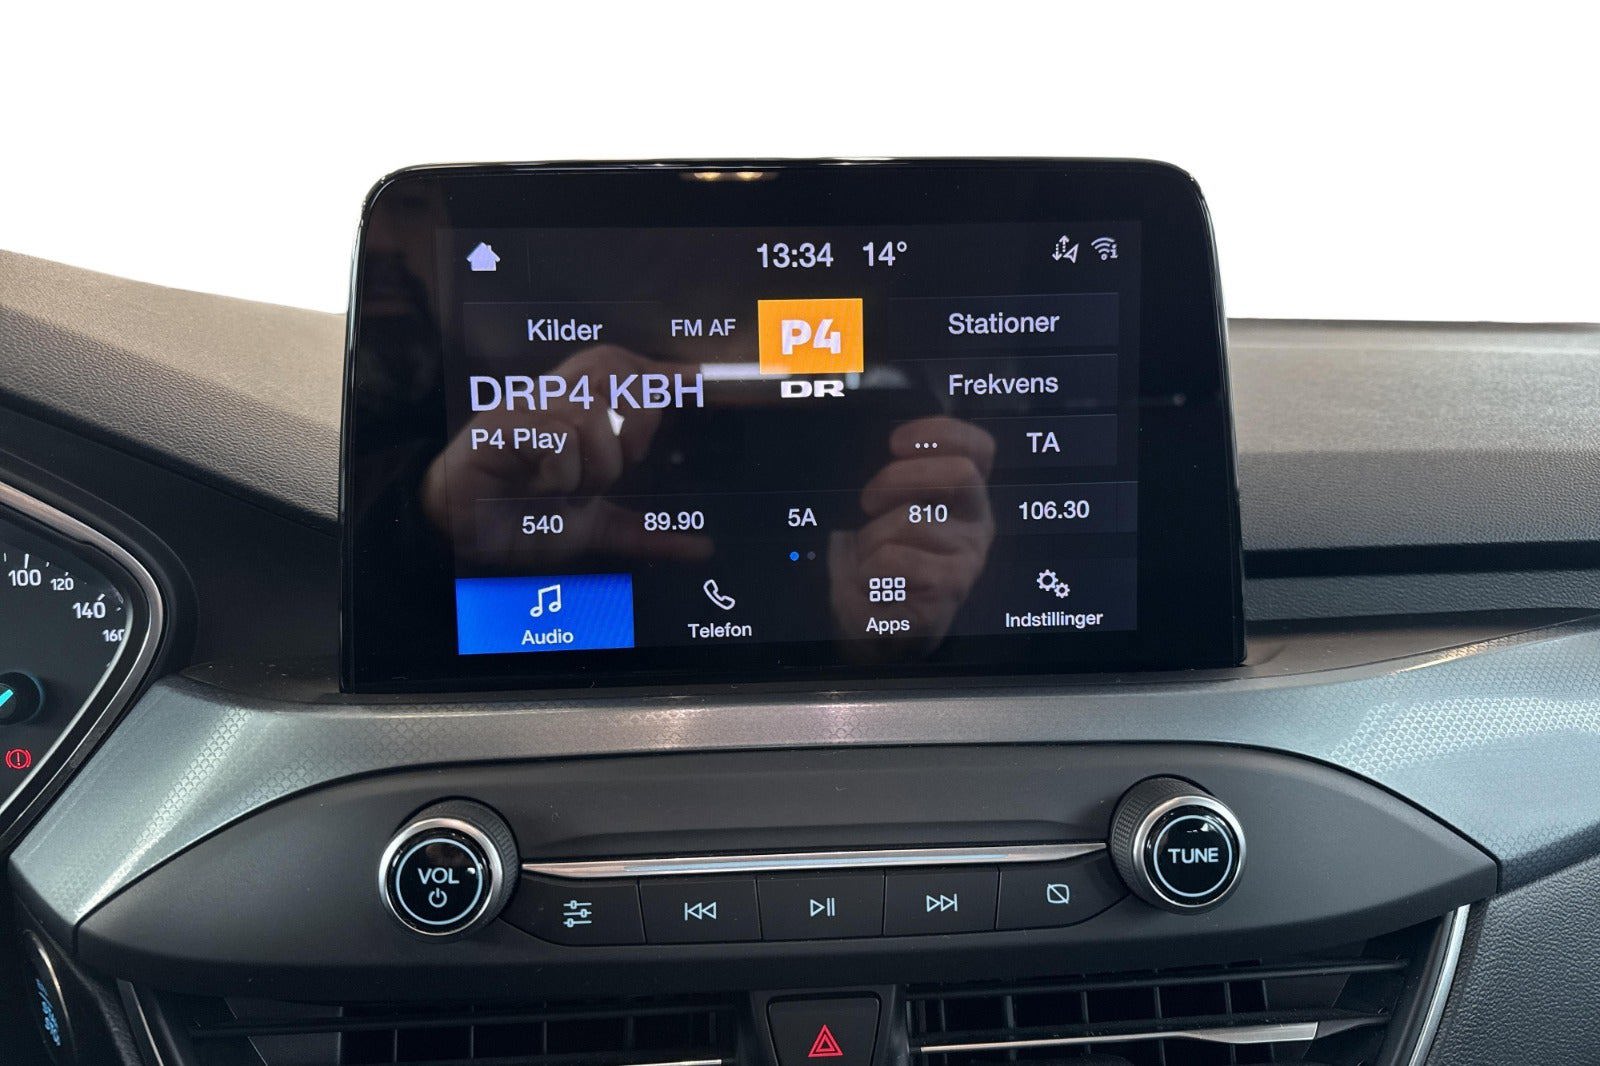 13:34 14°
Kilder FM AF P4 Stationer
DR
DRP4 KBH Frekvens
P4 Play ... TA
540 89.90 5A 810 106.30
Audio Telefon Apps Indstillinger
100 120
140
160
VOL TUNE